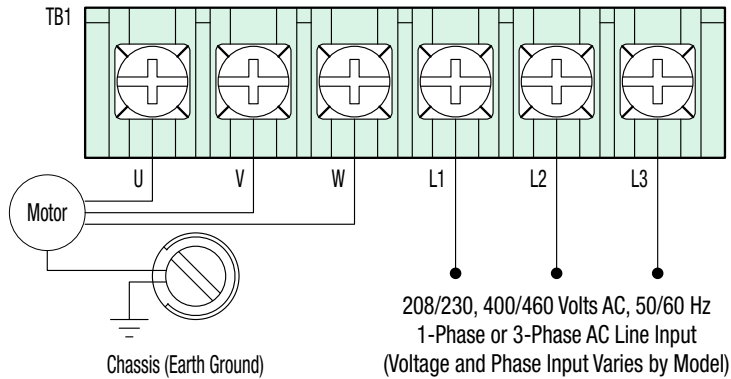 TB1
U V W L1 L2 L3
Motor
208/230, 400/460 Volts AC, 50/60 Hz
1-Phase or 3-Phase AC Line Input
(Voltage and Phase Input Varies by Model)
Chassis (Earth Ground)